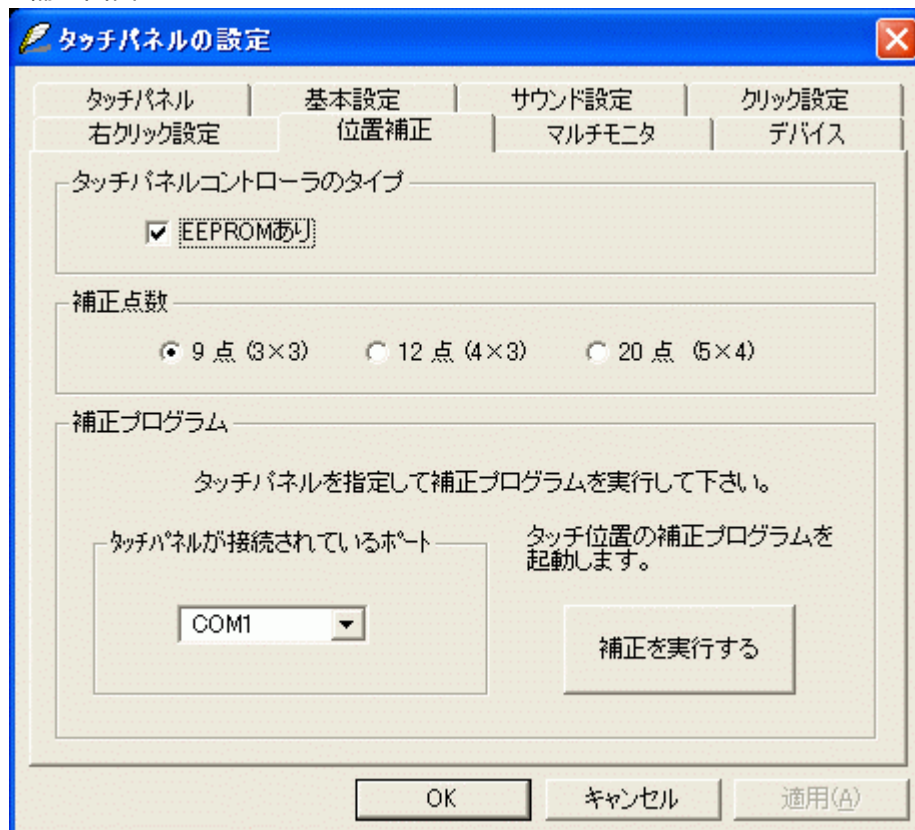 タッチパネルの設定
タッチパネル 基本設定 サウンド設定 クリック設定
右クリック設定 位置補正 マルチモニタ デバイス
タッチパネルコントローラのタイプ
EEPROMあり
補正点数
9 点 (3×3) 12 点 (4×3) 20 点 (5×4)
補正プログラム
タッチパネルを指定して補正プログラムを実行して下さい。
ﾀｯﾁﾊﾟﾈﾙが接続されているﾎﾟｰﾄ
COM1
タッチ位置の補正プログラムを
起動します。
補正を実行する
OK キャンセル 適用(A)